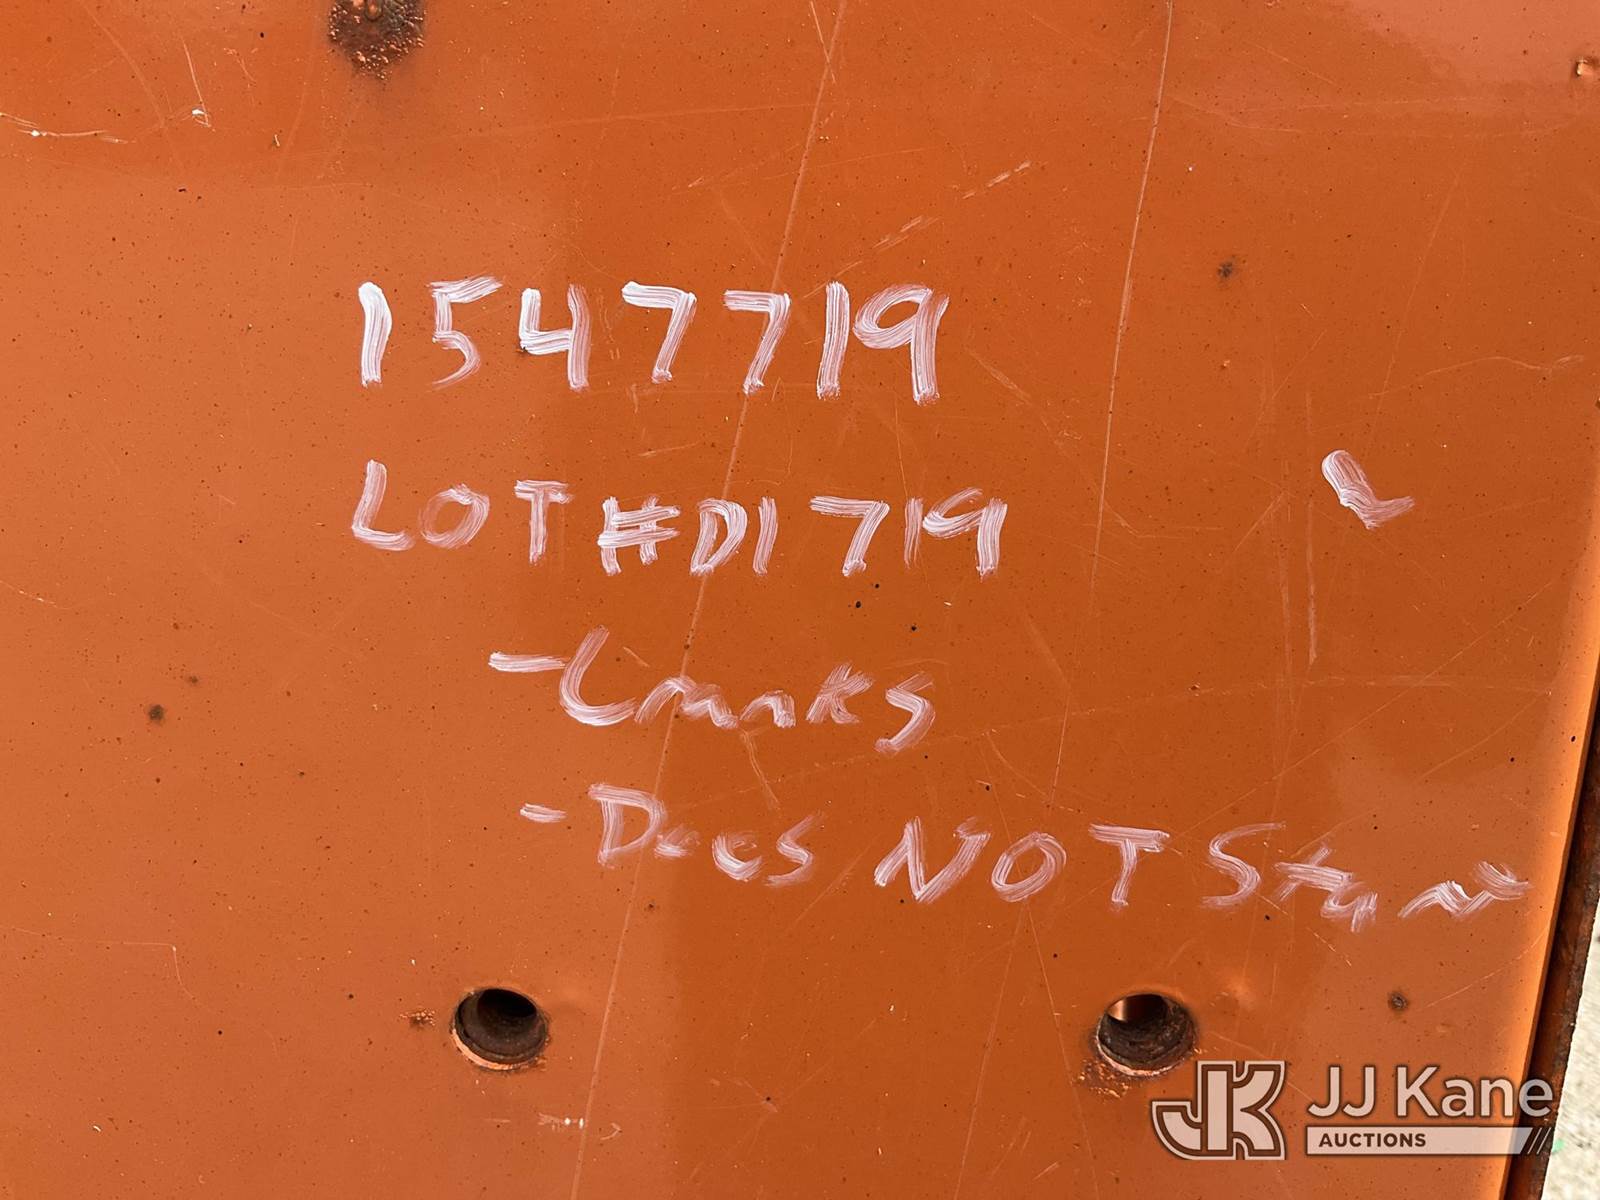 1547719
LOT #D1719
- Cranks
- Does NOT Start
JJ Kane
AUCTIONS